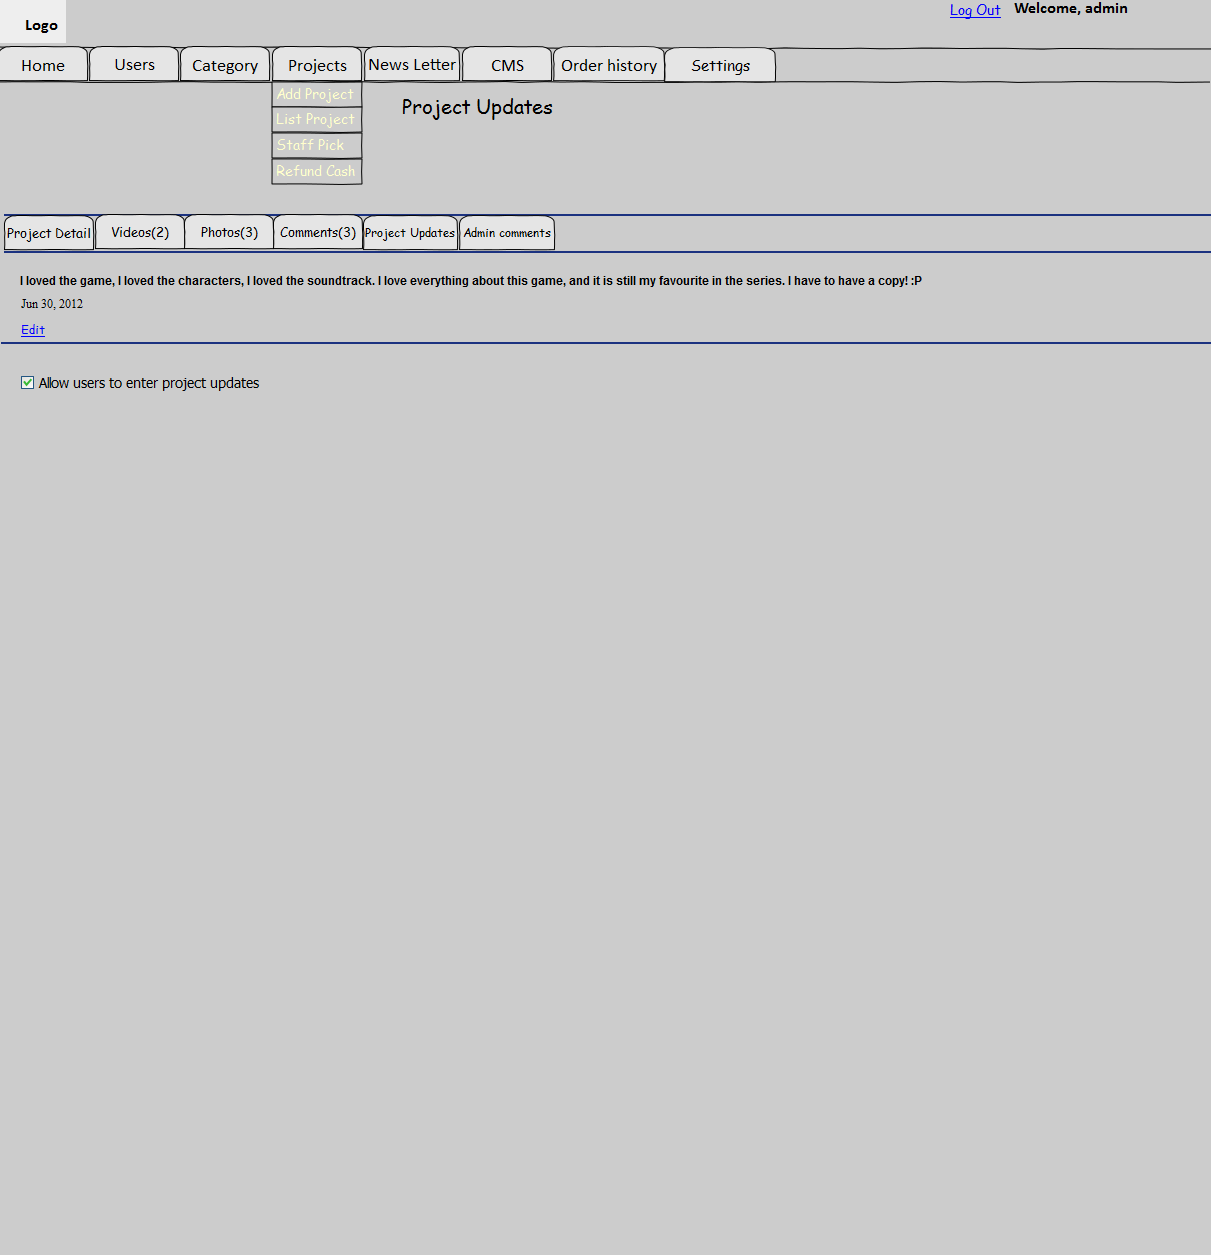 Logo
Log Out Welcome, admin
Home Users Category Projects News Letter CMS Order history Settings
Add Project
List Project
Staff Pick
Refund Cash
Project Updates
Project Detail Videos(2) Photos(3) Comments(3) Project Updates Admin comments
I loved the game, I loved the characters, I loved the soundtrack. I love everything about this game, and it is still my favourite in the series. I have to have a copy! :P
Jun 30, 2012
Edit
Allow users to enter project updates